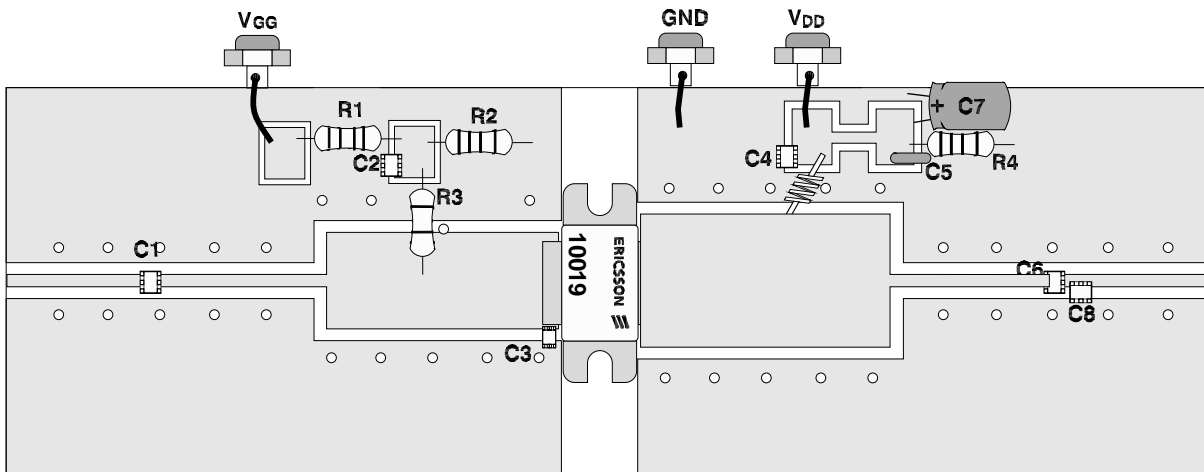 VGG
GND
VDD
R1
R2
C7
+
C2
C4
R4
C5
R3
C1
10019
ERICSSON
C6
C8
C3